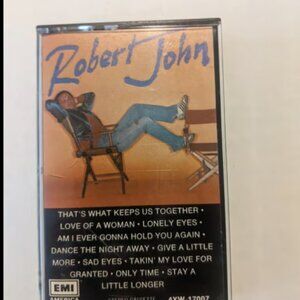 Robert John
THAT'S WHAT KEEPS US TOGETHER •
LOVE OF A WOMAN • LONELY EYES •
AM I EVER GONNA HOLD YOU AGAIN •
DANCE THE NIGHT AWAY • GIVE A LITTLE
MORE • SAD EYES • TAKIN' MY LOVE FOR
GRANTED • ONLY TIME • STAY A
LITTLE LONGER
EMI
AMERICA
4XW-17007